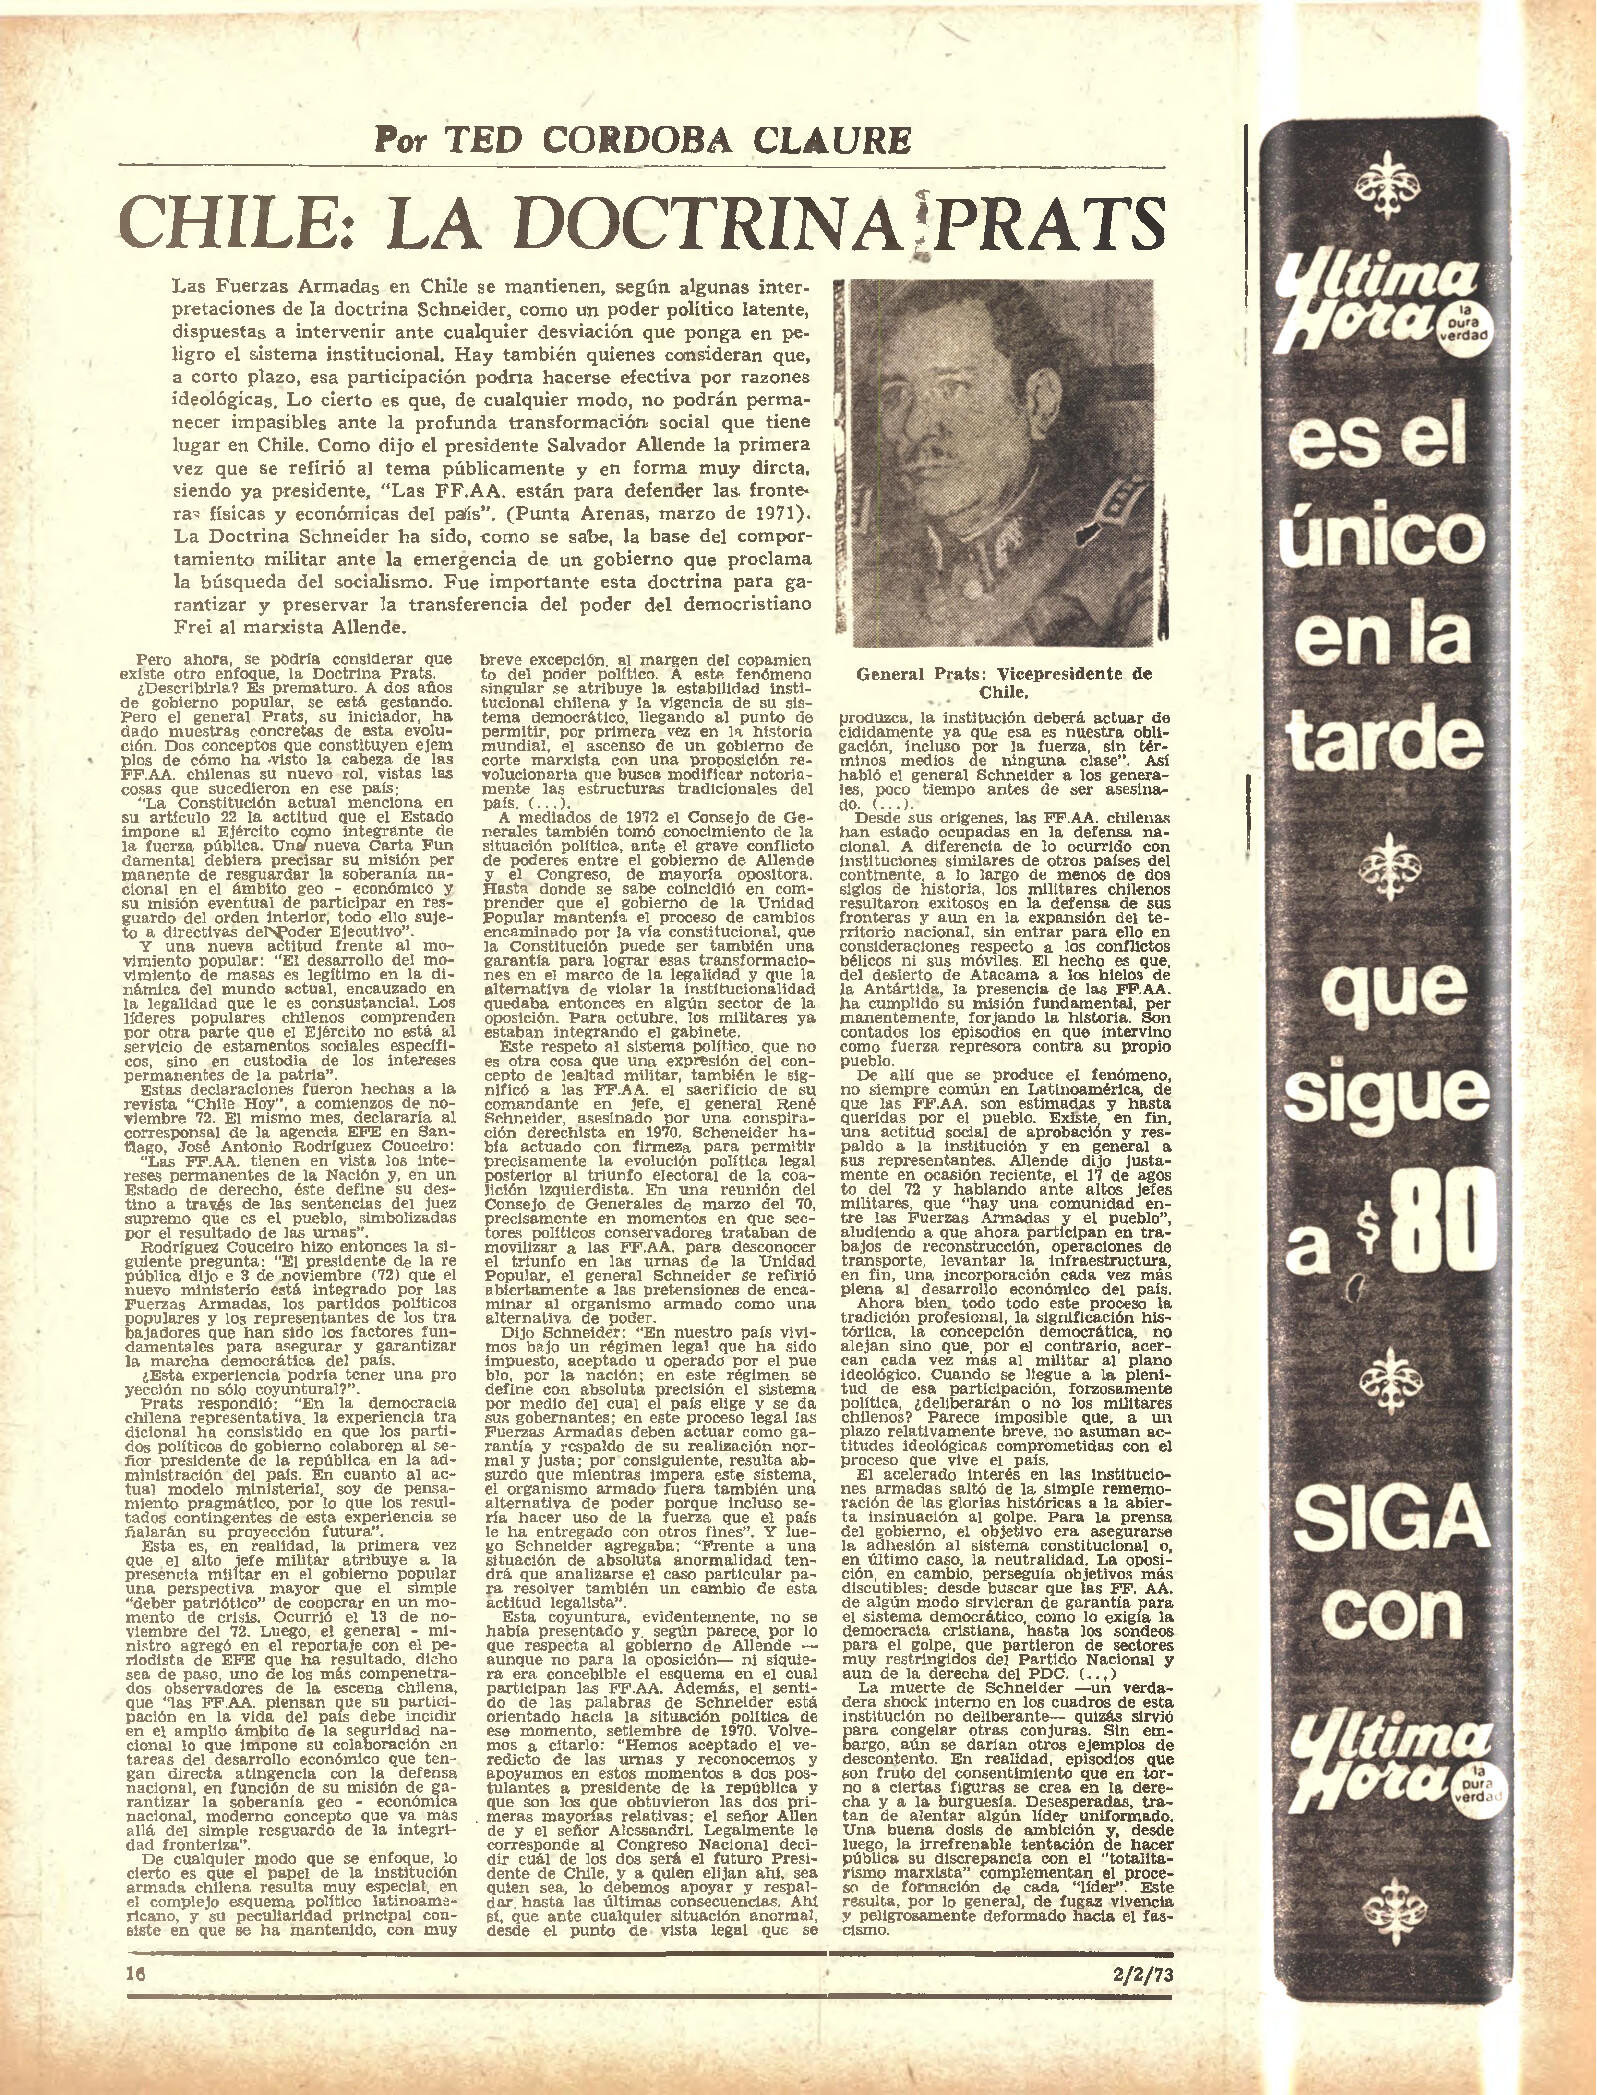 Por TED CORDOBA CLAURE
CHILE: LA DOCTRINA PRATS
Las Fuerzas Armadas en Chile se mantienen, según algunas inter-
pretaciones de la doctrina Schneider, como un poder político latente,
dispuestas a intervenir ante cualquier desviación que ponga en pe-
ligro el sistema institucional. Hay también quienes consideran que,
a corto plazo, esa participación podría hacerse efectiva por razones
ideológicas. Lo cierto es que, de cualquier modo, no podrán perma-
necer impasibles ante la profunda transformación social que tiene
lugar en Chile. Como dijo el presidente Salvador Allende la primera
vez que se refirió al tema públicamente y en forma muy dircta,
siendo ya presidente, "Las FF.AA. están para defender las fronte-
ras físicas y económicas del país". (Punta Arenas, marzo de 1971).
La Doctrina Schneider ha sido, como se sabe, la base del compor-
tamiento militar ante la emergencia de un gobierno que proclama
la búsqueda del socialismo. Fue importante esta doctrina para ga-
rantizar y preservar la transferencia del poder del democristiano
Frei al marxista Allende.
Pero ahora, se podría considerar que
existe otro enfoque, la Doctrina Prats.
¿Describirla? Es prematuro. A dos años
de gobierno popular, se está gestando.
Pero el general Prats, su iniciador, ha
dado muestras concretas de esta evolu-
ción. Dos conceptos que constituyen ejem
plos de cómo ha visto la cabeza de las
FF.AA. chilenas su nuevo rol, vistas las
cosas que sucedieron en ese país:
"La Constitución actual menciona en
su artículo 22 la actitud que el Estado
impone al Ejército como integrante de
la fuerza pública. Una nueva Carta Fun
damental debiera precisar su misión per
manente de resguardar la soberanía na-
cional en el ámbito geo - económico y
su misión eventual de participar en res-
guardo del orden interior, todo ello suje-
to a directivas del Poder Ejecutivo".
Y una nueva actitud frente al mo-
vimiento popular: "El desarrollo del mo-
vimiento de masas es legítimo en la di-
námica del mundo actual, encauzado en
la legalidad que le es consustancial. Los
líderes populares chilenos comprenden
por otra parte que el Ejército no está al
servicio de estamentos sociales específi-
cos, sino en custodia de los intereses
permanentes de la patria".
Estas declaraciones fueron hechas a la
revista "Chile Hoy", a comienzos de no-
viembre 72. El mismo mes, declararía al
corresponsal de la agencia EFE en San-
tiago, José Antonio Rodríguez Couceiro:
"Las FF.AA. tienen en vista los inte-
reses permanentes de la Nación y, en un
Estado de derecho, éste define su des-
tino a través de las sentencias del juez
supremo que es el pueblo, simbolizadas
por el resultado de las urnas".
Rodríguez Couceiro hizo entonces la si-
guiente pregunta: "El presidente de la re
pública dijo e 3 de noviembre (72) que el
nuevo ministerio está integrado por las
Fuerzas Armadas, los partidos políticos
populares y los representantes de los tra
bajadores que han sido los factores fun-
damentales para asegurar y garantizar
la marcha democrática del país.
¿Esta experiencia podría tener una pro
yección no sólo coyuntural?".
Prats respondió: "En la democracia
chilena representativa, la experiencia tra
dicional ha consistido en que los parti-
dos políticos de gobierno colaboren al se-
ñor presidente de la república en la ad-
ministración del país. En cuanto al ac-
tual modelo ministerial, soy de pensa-
miento pragmático, por lo que los resul-
tados contingentes de esta experiencia se
ñalarán su proyección futura".
Esta es, en realidad, la primera vez
que el alto jefe militar atribuye a la
presencia militar en el gobierno popular
una perspectiva mayor que el simple
"deber patriótico" de cooperar en un mo-
mento de crisis. Ocurrió el 13 de no-
viembre del 72. Luego, el general - mi-
nistro agregó en el reportaje con el pe-
riodista de EFE que ha resultado, dicho
sea de paso, uno de los más compenetra-
dos observadores de la escena chilena,
que "las FF.AA. piensan que su partici-
pación en la vida del país debe incidir
en el amplio ámbito de la seguridad na-
cional lo que impone su colaboración en
tareas del desarrollo económico que ten-
gan directa atingencia con la defensa
nacional, en función de su misión de ga-
rantizar la soberanía geo - económica
nacional, moderno concepto que va más
allá del simple resguardo de la integri-
dad fronteriza".
De cualquier modo que se enfoque, lo
cierto es que el papel de la institución
armada chilena resulta muy especial, en
el complejo esquema político latinoame-
ricano, y su peculiaridad principal con-
siste en que se ha mantenido, con muy
breve excepción, al margen del copamien
to del poder político. A este fenómeno
singular se atribuye la estabilidad insti-
tucional chilena y la vigencia de su sis-
tema democrático, llegando al punto de
permitir, por primera vez en la historia
mundial, el ascenso de un gobierno de
corte marxista con una proposición re-
volucionaria que busca modificar notoria-
mente las estructuras tradicionales del
país. (...).
A mediados de 1972 el Consejo de Ge-
nerales también tomó conocimiento de la
situación política, ante el grave conflicto
de poderes entre el gobierno de Allende
y el Congreso, de mayoría opositora.
Hasta donde se sabe coincidió en com-
prender que el gobierno de la Unidad
Popular mantenía el proceso de cambios
encaminado por la vía constitucional, que
la Constitución puede ser también una
garantía para lograr esas transformacio-
nes en el marco de la legalidad y que la
alternativa de violar la institucionalidad
quedaba entonces en algún sector de la
oposición. Para octubre, los militares ya
estaban integrando el gabinete.
Este respeto al sistema político, que no
es otra cosa que una expresión del con-
cepto de lealtad militar, también le sig-
nificó a las FF.AA. el sacrificio de su
comandante en jefe, el general René
Schneider, asesinado por una conspira-
ción derechista en 1970. Scheneider ha-
bía actuado con firmeza para permitir
precisamente la evolución política legal
posterior al triunfo electoral de la coa-
lición izquierdista. En una reunión del
Consejo de Generales de marzo del 70,
precisamente en momentos en que sec-
tores políticos conservadores trataban de
movilizar a las FF.AA. para desconocer
el triunfo en las urnas de la Unidad
Popular, el general Schneider se refirió
abiertamente a las pretensiones de enca-
minar al organismo armado como una
alternativa de poder.
Dijo Schneider: "En nuestro país vivi-
mos bajo un régimen legal que ha sido
impuesto, aceptado u operado por el pue
blo, por la nación; en este régimen se
define con absoluta precisión el sistema
por medio del cual el país elige y se da
sus gobernantes; en este proceso legal las
Fuerzas Armadas deben actuar como ga-
rantía y respaldo de su realización nor-
mal y justa; por consiguiente, resulta ab-
surdo que mientras impera este sistema,
el organismo armado fuera también una
alternativa de poder porque incluso se-
ría hacer uso de la fuerza que el país
le ha entregado con otros fines". Y lue-
go Schneider agregaba: "Frente a una
situación de absoluta anormalidad ten-
drá que analizarse el caso particular pa-
ra resolver también un cambio de esta
actitud legalista".
Esta coyuntura, evidentemente, no se
había presentado y, según parece, por lo
que respecta al gobierno de Allende —
aunque no para la oposición— ni siquie-
ra era concebible el esquema en el cual
participan las FF.AA. Además, el senti-
do de las palabras de Schneider está
orientado hacia la situación política de
ese momento, setiembre de 1970. Volve-
mos a citarlo: "Hemos aceptado el ve-
redicto de las urnas y reconocemos y
apoyamos en estos momentos a dos pos-
tulantes a presidente de la república y
que son los que obtuvieron las dos pri-
meras mayorías relativas; el señor Allen
de y el señor Alessandri. Legalmente le
corresponde al Congreso Nacional deci-
dir cuál de los dos será el futuro Presi-
dente de Chile, y a quien elijan ahí, sea
quien sea, lo debemos apoyar y respal-
dar, hasta las últimas consecuencias. Ahí
sí, que ante cualquier situación anormal,
desde el punto de vista legal que se
General Prats: Vicepresidente de
Chile.
produzca, la institución deberá actuar de
cididamente ya que esa es nuestra obli-
gación, incluso por la fuerza, sin tér-
minos medios de ninguna clase". Así
habló el general Schneider a los genera-
les, poco tiempo antes de ser asesina-
do. (...).
Desde sus orígenes, las FF.AA. chilenas
han estado ocupadas en la defensa na-
cional. A diferencia de lo ocurrido con
instituciones similares de otros países del
continente, a lo largo de menos de dos
siglos de historia, los militares chilenos
resultaron exitosos en la defensa de sus
fronteras y aun en la expansión del te-
rritorio nacional, sin entrar para ello en
consideraciones respecto a los conflictos
bélicos ni sus móviles. El hecho es que,
del desierto de Atacama a los hielos de
la Antártida, la presencia de las FF.AA.
ha cumplido su misión fundamental, per
manentemente, forjando la historia. Son
contados los episodios en que intervino
como fuerza represora contra su propio
pueblo.
De allí que se produce el fenómeno,
no siempre común en Latinoamérica, de
que las FF.AA. son estimadas y hasta
queridas por el pueblo. Existe, en fin,
una actitud social de aprobación y res-
paldo a la institución y en general a
sus representantes. Allende dijo justa-
mente en ocasión reciente, el 17 de agos
to del 72 y hablando ante altos jefes
militares, que "hay una comunidad en-
tre las Fuerzas Armadas y el pueblo",
aludiendo a que ahora participan en tra-
bajos de reconstrucción, operaciones de
transporte, levantar la infraestructura,
en fin, una incorporación cada vez más
plena al desarrollo económico del país.
Ahora bien, todo todo este proceso la
tradición profesional, la significación his-
tórica, la concepción democrática, no
alejan sino que, por el contrario, acer-
can cada vez más al militar al plano
ideológico. Cuando se llegue a la pleni-
tud de esa participación, forzosamente
política, ¿deliberarán o no los militares
chilenos? Parece imposible que, a un
plazo relativamente breve, no asuman ac-
titudes ideológicas comprometidas con el
proceso que vive el país.
El acelerado interés en las institucio-
nes armadas saltó de la simple rememo-
ración de las glorias históricas a la abier-
ta insinuación al golpe. Para la prensa
del gobierno, el objetivo era asegurarse
la adhesión al sistema constitucional o,
en último caso, la neutralidad. La oposi-
ción, en cambio, perseguía objetivos más
discutibles: desde buscar que las FF. AA.
de algún modo sirvieran de garantía para
el sistema democrático, como lo exigía la
democracia cristiana, hasta los sondeos
para el golpe, que partieron de sectores
muy restringidos del Partido Nacional y
aun de la derecha del PDC. (...)
La muerte de Schneider —un verda-
dera shock interno en los cuadros de esta
institución no deliberante— quizás sirvió
para congelar otras conjuras. Sin em-
bargo, aún se darían otros ejemplos de
descontento. En realidad, episodios que
son fruto del consentimiento que en tor-
no a ciertas figuras se crea en la dere-
cha y a la burguesía. Desesperadas, tra-
tan de alentar algún líder uniformado.
Una buena dosis de ambición y, desde
luego, la irrefrenable tentación de hacer
pública su discrepancia con el "totalita-
rismo marxista" complementan el proce-
so de formación de cada "líder". Este
resulta, por lo general, de fugaz vivencia
y peligrosamente deformado hacia el fas-
cismo.
16
2/2/73
Ultima
Hora
la
pura
verdad
es el
único
en la
tarde
que
sigue
a $80
SIGA
con
Ultima
Hora
la
pura
verdad